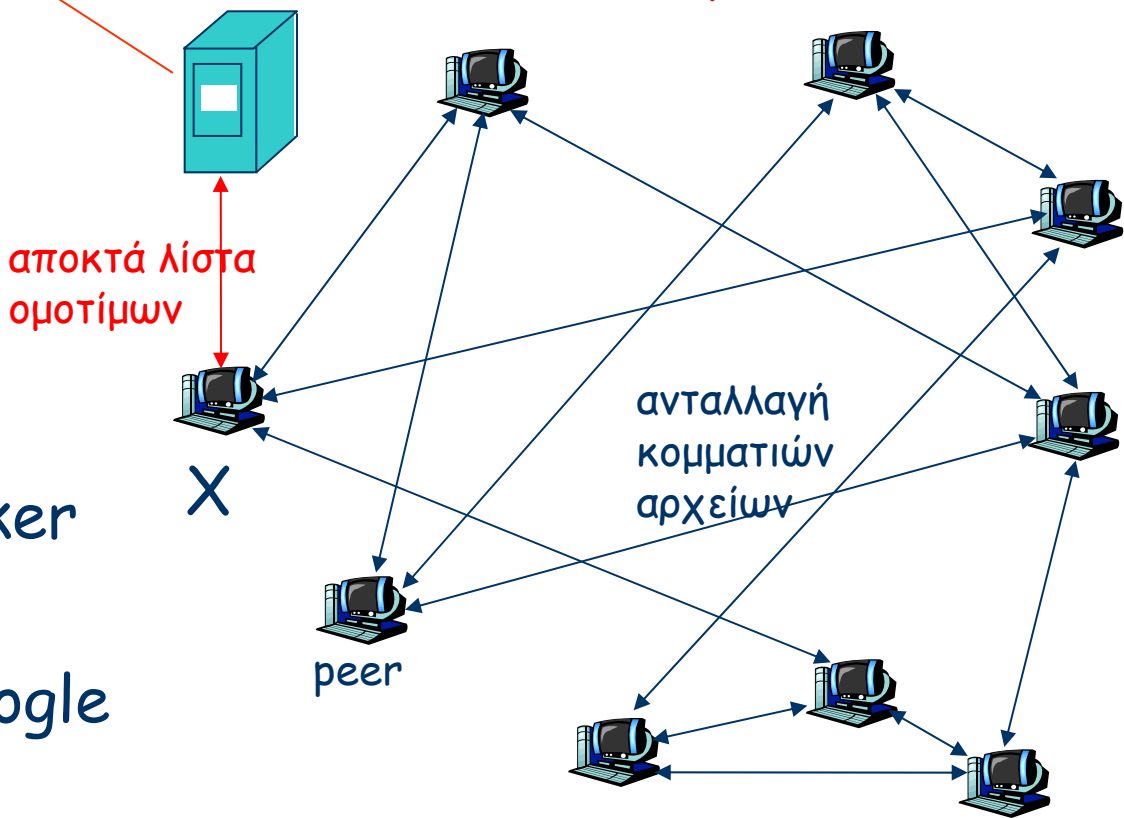 αποκτά λίστα
ομοτίμων
ανταλλαγή
κομματιών
αρχείων
X
peer